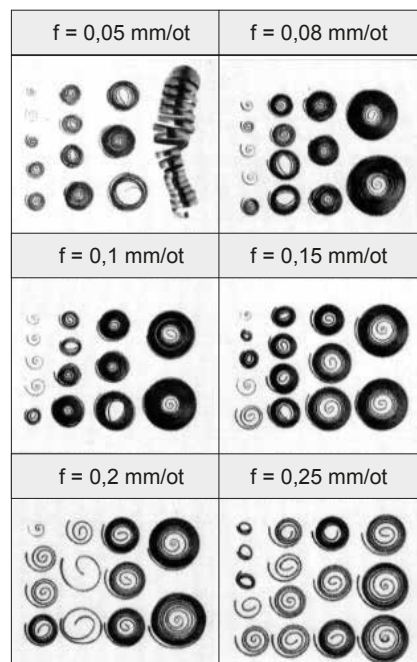 f = 0,05 mm/ot
f = 0,08 mm/ot
f = 0,1 mm/ot
f = 0,15 mm/ot
f = 0,2 mm/ot
f = 0,25 mm/ot